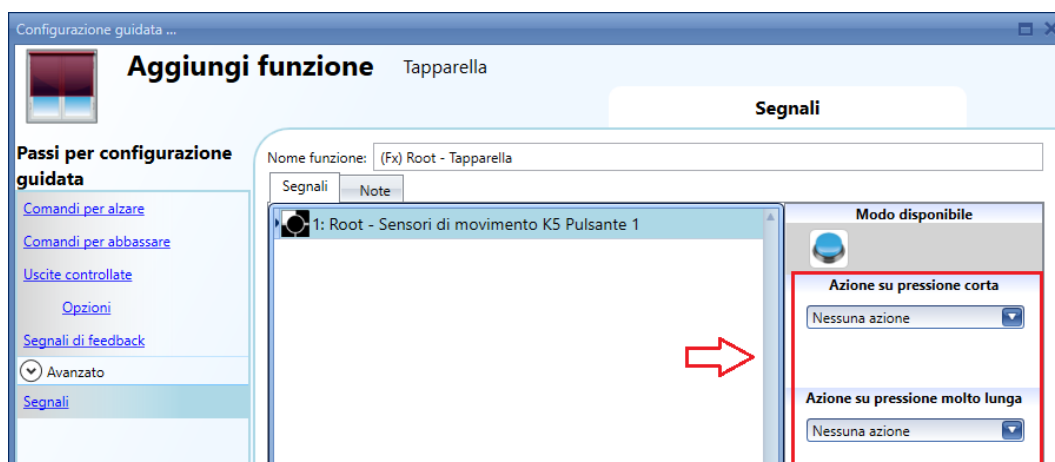 Configurazione guidata ...
Aggiungi funzione Tapparella
Segnali
Passi per configurazione
guidata
Comandi per alzare
Comandi per abbassare
Uscite controllate
Opzioni
Segnali di feedback
Avanzato
Segnali
Nome funzione: (Fx) Root - Tapparella
Segnali Note
1: Root - Sensori di movimento K5 Pulsante 1
Modo disponibile
Azione su pressione corta
Nessuna azione
Azione su pressione molto lunga
Nessuna azione